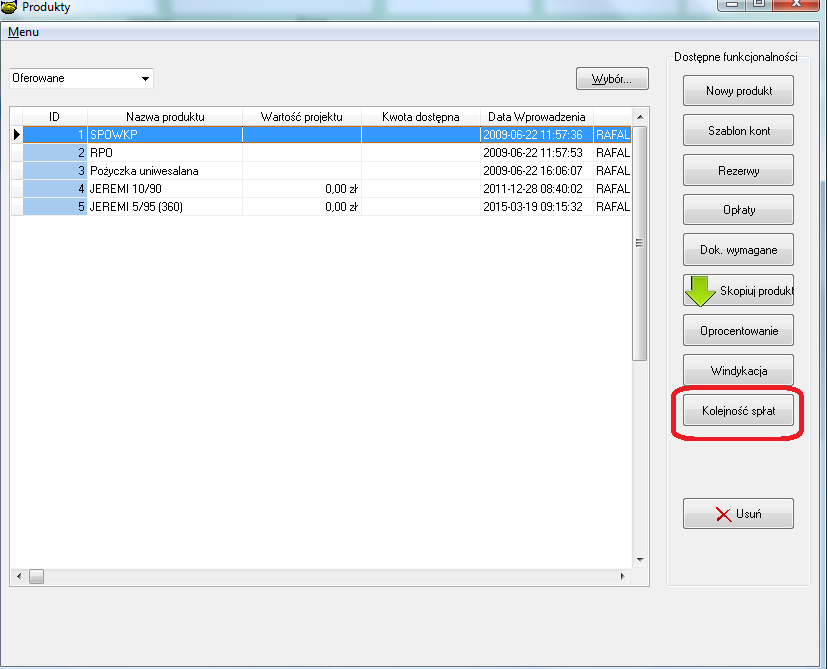 Produkty
Menu
Oferowane
Wybór...
ID Nazwa produktu Wartość projektu Kwota dostępna Data Wprowadzenia
1 SPOWKP 2009-06-22 11:57:36 RAFAL
2 RPO 2009-06-22 11:57:53 RAFAL
3 Pożyczka uniwesalana 2009-06-22 16:06:07 RAFAL
4 JEREMI 10/90 0,00 zł 2011-12-28 08:40:02 RAFAL
5 JEREMI 5/95 (360) 0,00 zł 2015-03-19 09:15:32 RAFAL
Dostępne funkcjonalności
Nowy produkt
Szablon kont
Rezerwy
Opłaty
Dok. wymagane
Skopiuj produkt
Oprocentowanie
Windykacja
Kolejność spłat
Usuń